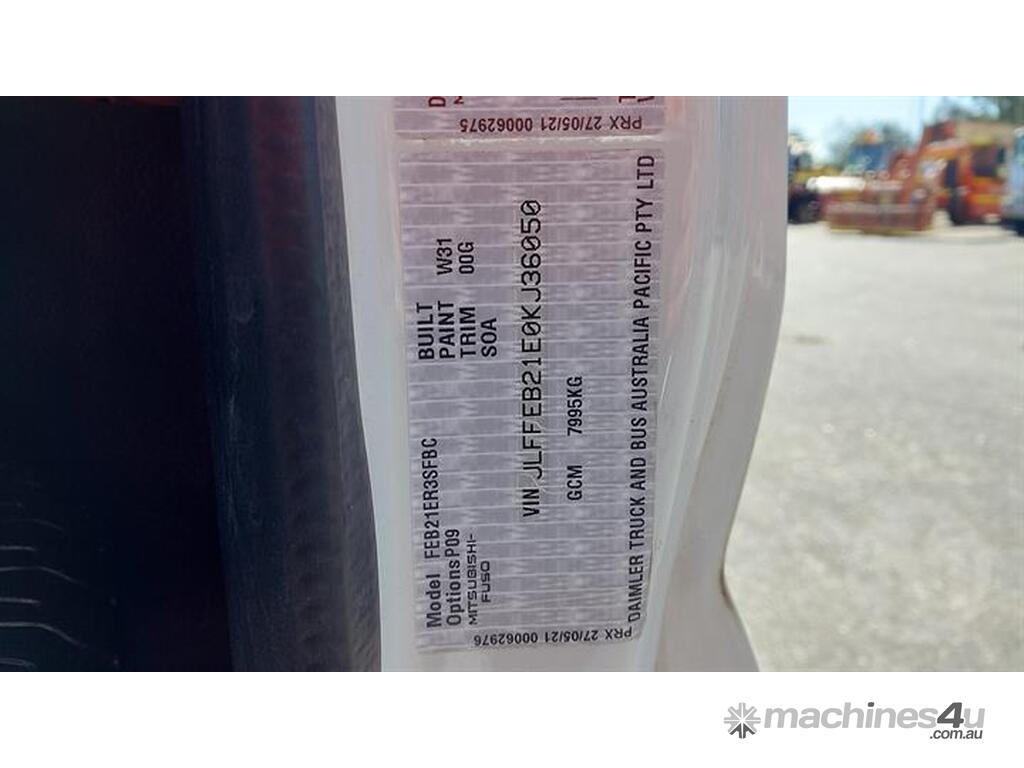 PRX 27/05/21 00062975
Model FEB21ER3SFBC
Options P09
MITSUBISHI-
FUSO
BUILT
PAINT W31
TRIM 00G
SOA
VIN JLFFEB21E0KJ36050
GCM 7995KG
DAIMLER TRUCK AND BUS AUSTRALIA PACIFIC PTY LTD
PRX 27/05/21 00062976
machines4u
.com.au